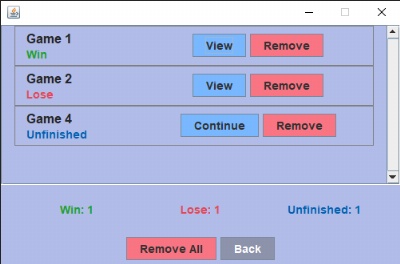 Game 1
Win
View Remove
Game 2
Lose
View Remove
Game 4
Unfinished
Continue Remove
Win: 1 Lose: 1 Unfinished: 1
Remove All Back